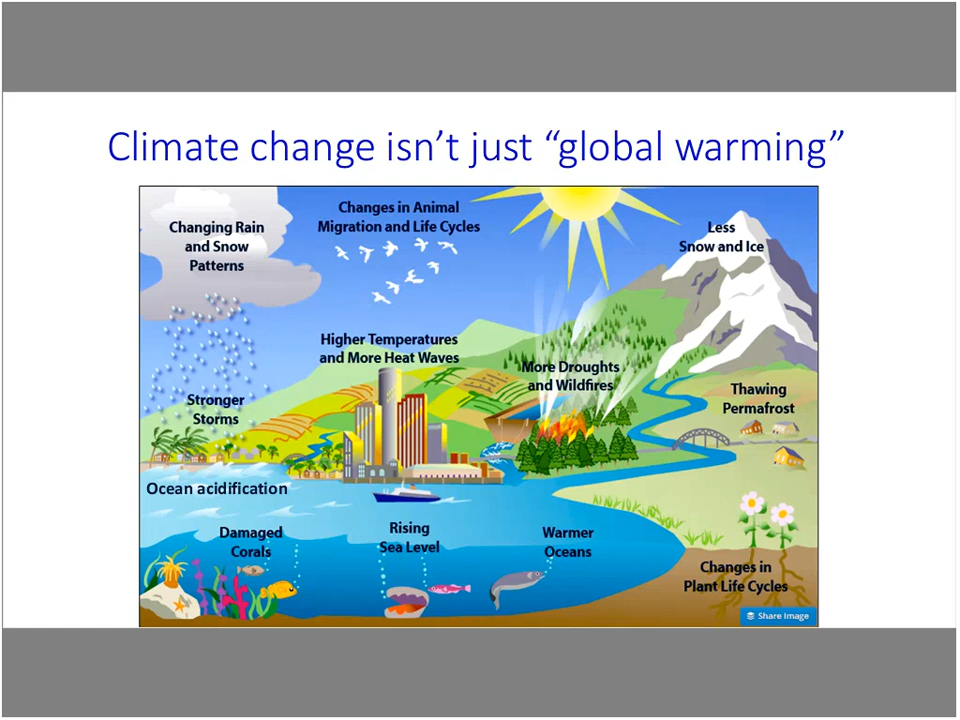 Climate change isn’t just “global warming”
Changing Rain
and Snow
Patterns
Changes in Animal
Migration and Life Cycles
Less
Snow and Ice
Higher Temperatures
and More Heat Waves
More Droughts
and Wildfires
Thawing
Permafrost
Stronger
Storms
Ocean acidification
Damaged
Corals
Rising
Sea Level
Warmer
Oceans
Changes in
Plant Life Cycles
Share Image